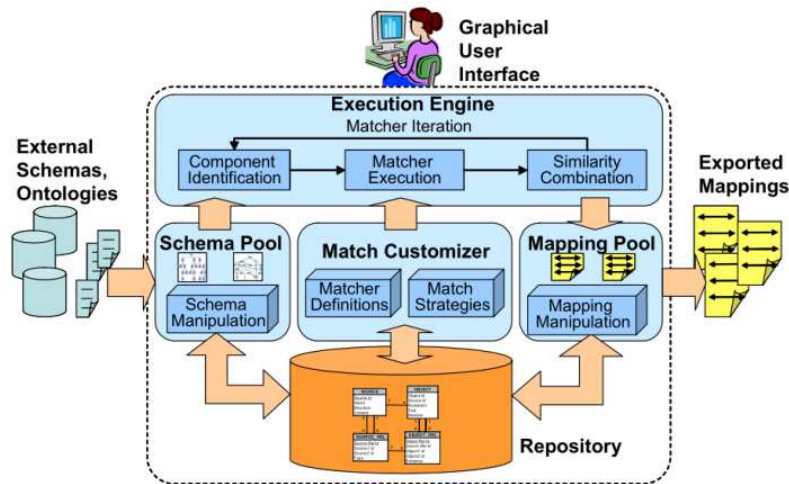 Graphical
User
Interface
Execution Engine
Matcher Iteration
External
Schemas,
Ontologies
Component
Identification
Matcher
Execution
Similarity
Combination
Exported
Mappings
Schema Pool
Match Customizer
Mapping Pool
Schema
Manipulation
Matcher
Definitions
Match
Strategies
Mapping
Manipulation
Repository